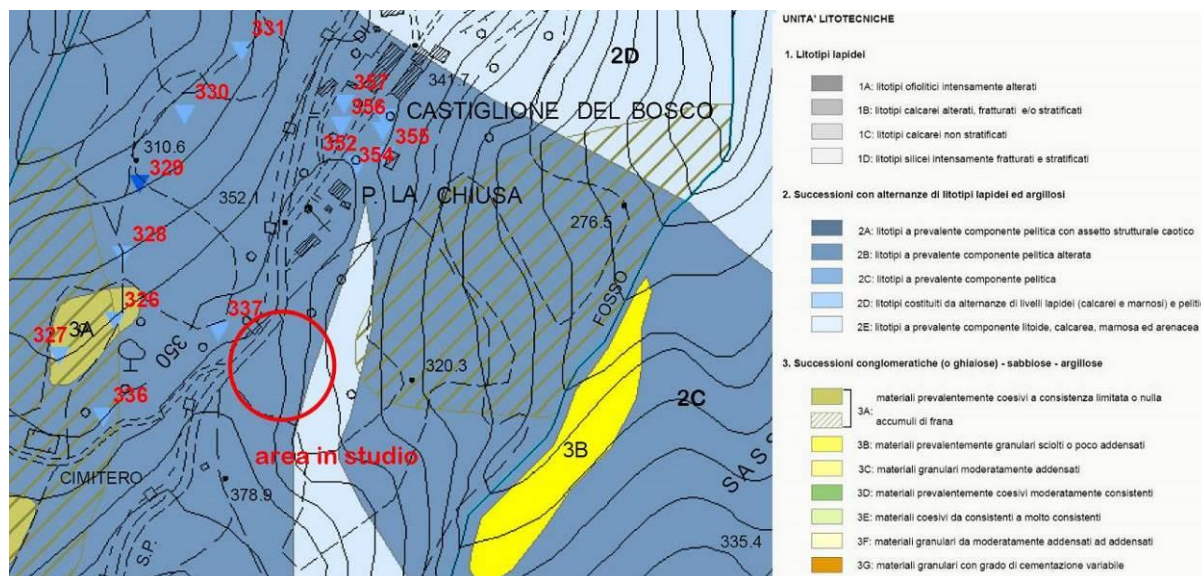 331
2D
330
357
341.7
356
CASTIGLIONE DEL BOSCO
352
355
310.6
354
329
352.1
P. LA CHIUSA
276.5
328
FOSSO
326
337
327
3A
350
320.3
336
2C
area in studio
3B
CIMITERO
378.9
SAS
S.P.
335.4
UNITA' LITOTECNICHE
1. Litotipi lapidei
1A: litotipi ofiolitici intensamente alterati
1B: litotipi calcarei alterati, fratturati e/o stratificati
1C: litotipi calcarei non stratificati
1D: litotipi silicei intensamente fratturati e stratificati
2. Successioni con alternanze di litotipi lapidei ed argillosi
2A: litotipi a prevalente componente pelitica con assetto strutturale caotico
2B: litotipi a prevalente componente pelitica alterata
2C: litotipi a prevalente componente pelitica
2D: litotipi costituiti da alternanze di livelli lapidei (calcarei e marnosi) e peliti
2E: litotipi a prevalente componente litoide, calcarea, marnosa ed arenacea
3. Successioni conglomeratiche (o ghiaiose) - sabbiose - argillose
materiali prevalentemente coesivi a consistenza limitata o nulla
3A:
accumuli di frana
3B: materiali prevalentemente granulari sciolti o poco addensati
3C: materiali granulari moderatamente addensati
3D: materiali prevalentemente coesivi moderatamente consistenti
3E: materiali coesivi da consistenti a molto consistenti
3F: materiali granulari da moderatamente addensati ad addensati
3G: materiali granulari con grado di cementazione variabile